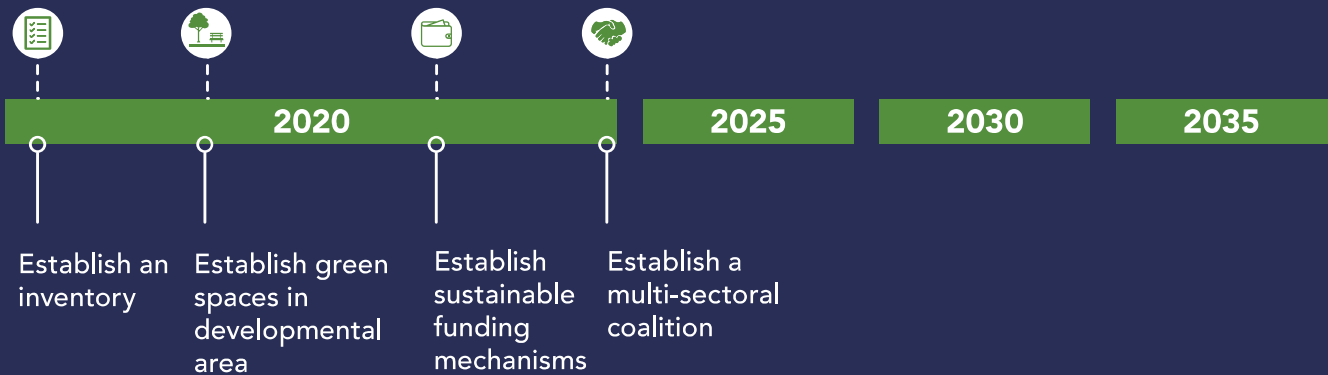 2020
2025
2030
2035
Establish an
inventory
Establish green
spaces in
developmental
area
Establish
sustainable
funding
mechanisms
Establish a
multi-sectoral
coalition